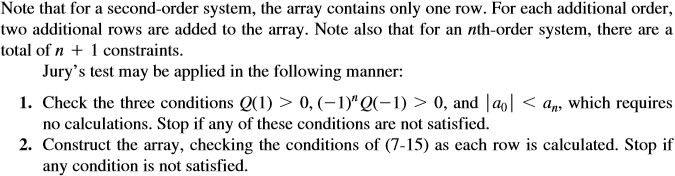 Note that for a second-order system, the array contains only one row. For each additional order,
two additional rows are added to the array. Note also that for an nth-order system, there are a
total of n + 1 constraints.
Jury's test may be applied in the following manner:
1. Check the three conditions Q(1) > 0, (−1)ⁿQ(−1) > 0, and |a₀| < aₙ, which requires
no calculations. Stop if any of these conditions are not satisfied.
2. Construct the array, checking the conditions of (7-15) as each row is calculated. Stop if
any condition is not satisfied.